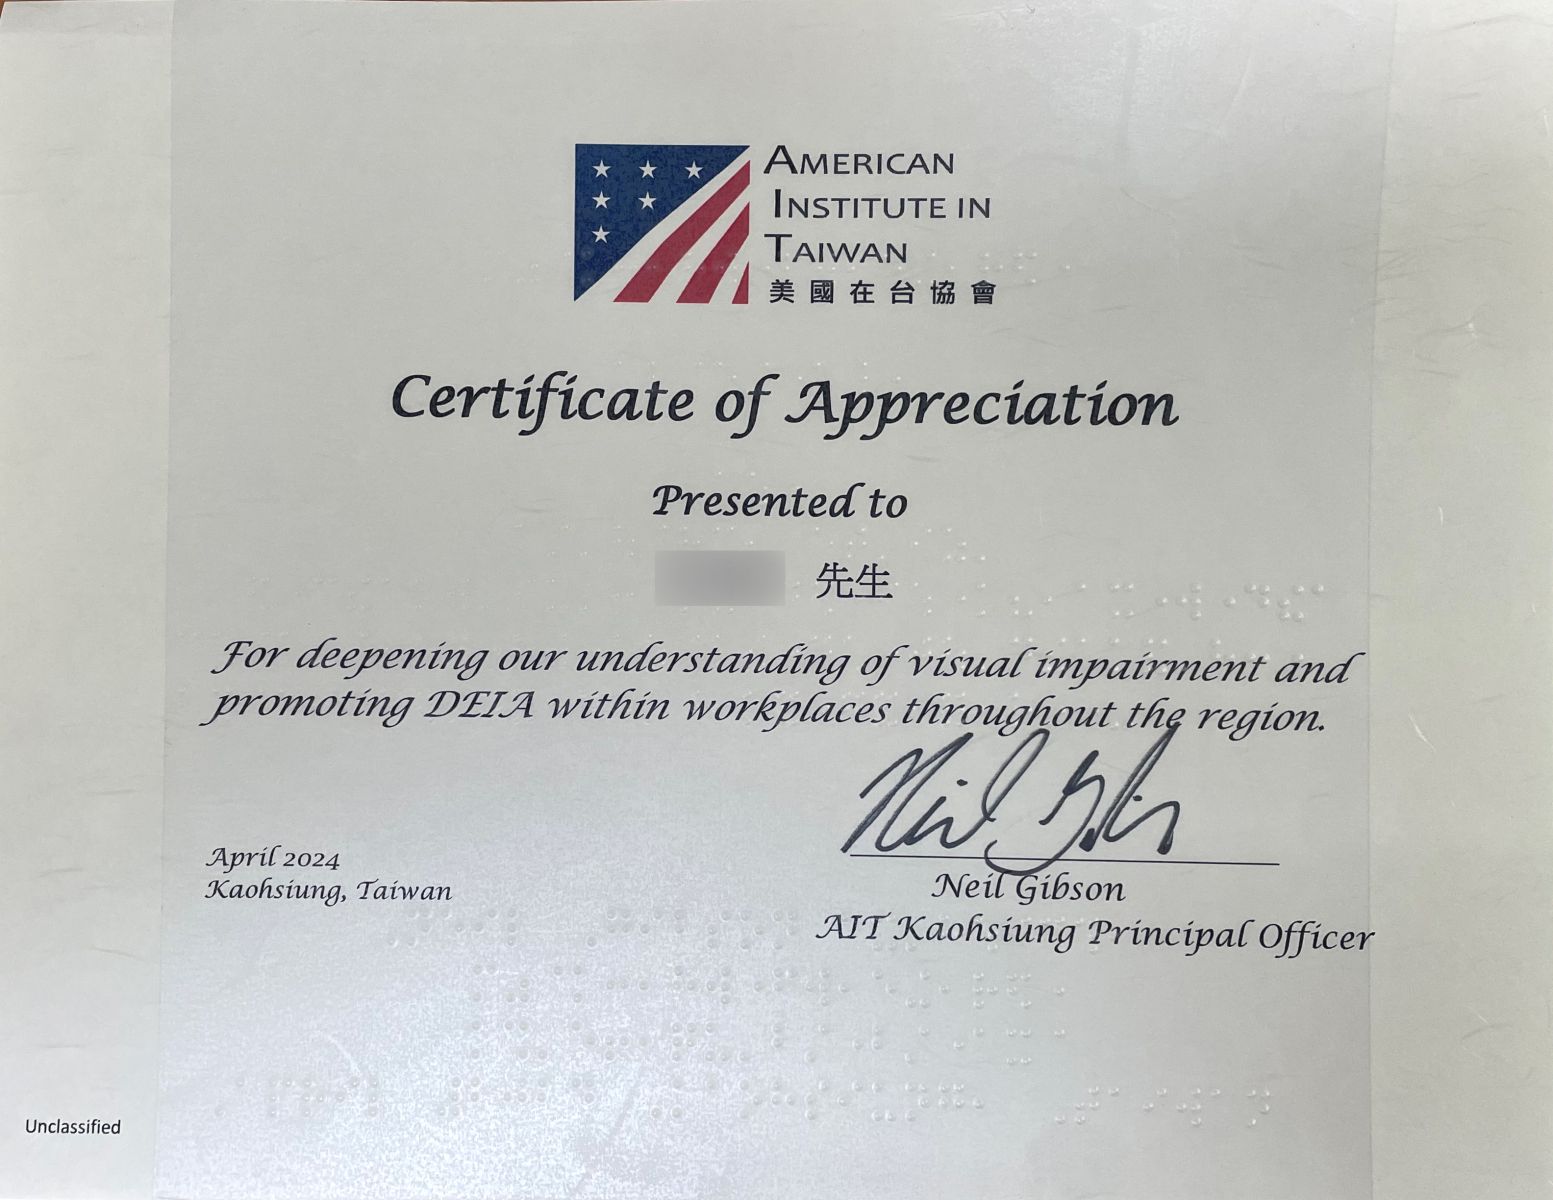 AMERICAN
INSTITUTE IN
TAIWAN
美國在台協會
Certificate of Appreciation
Presented to
先生
For deepening our understanding of visual impairment and
promoting DEIA within workplaces throughout the region.
Neil Gibson
April 2024
Kaohsiung, Taiwan
Neil Gibson
AIT Kaohsiung Principal Officer
Unclassified